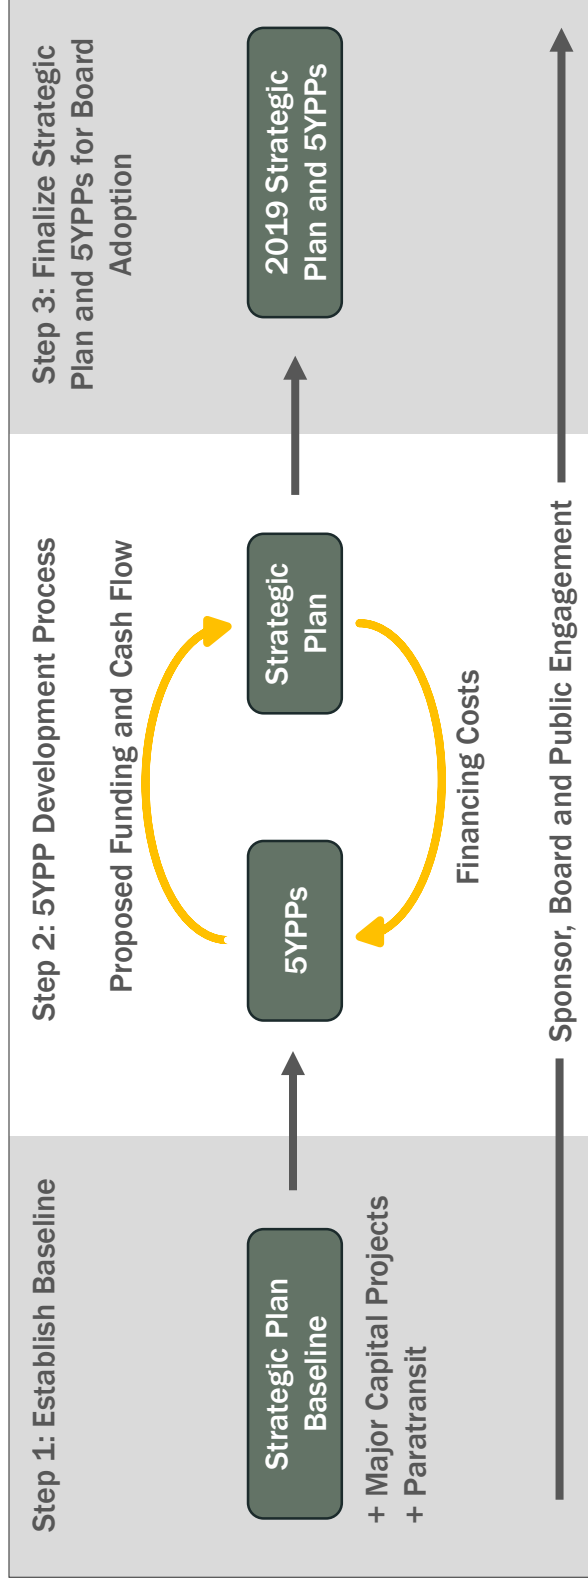 Step 1: Establish Baseline
Strategic Plan
Baseline
+ Major Capital Projects
+ Paratransit
Step 2: 5YPP Development Process
Proposed Funding and Cash Flow
5YPPs
Strategic
Plan
Financing Costs
Step 3: Finalize Strategic
Plan and 5YPPs for Board
Adoption
2019 Strategic
Plan and 5YPPs
Sponsor, Board and Public Engagement